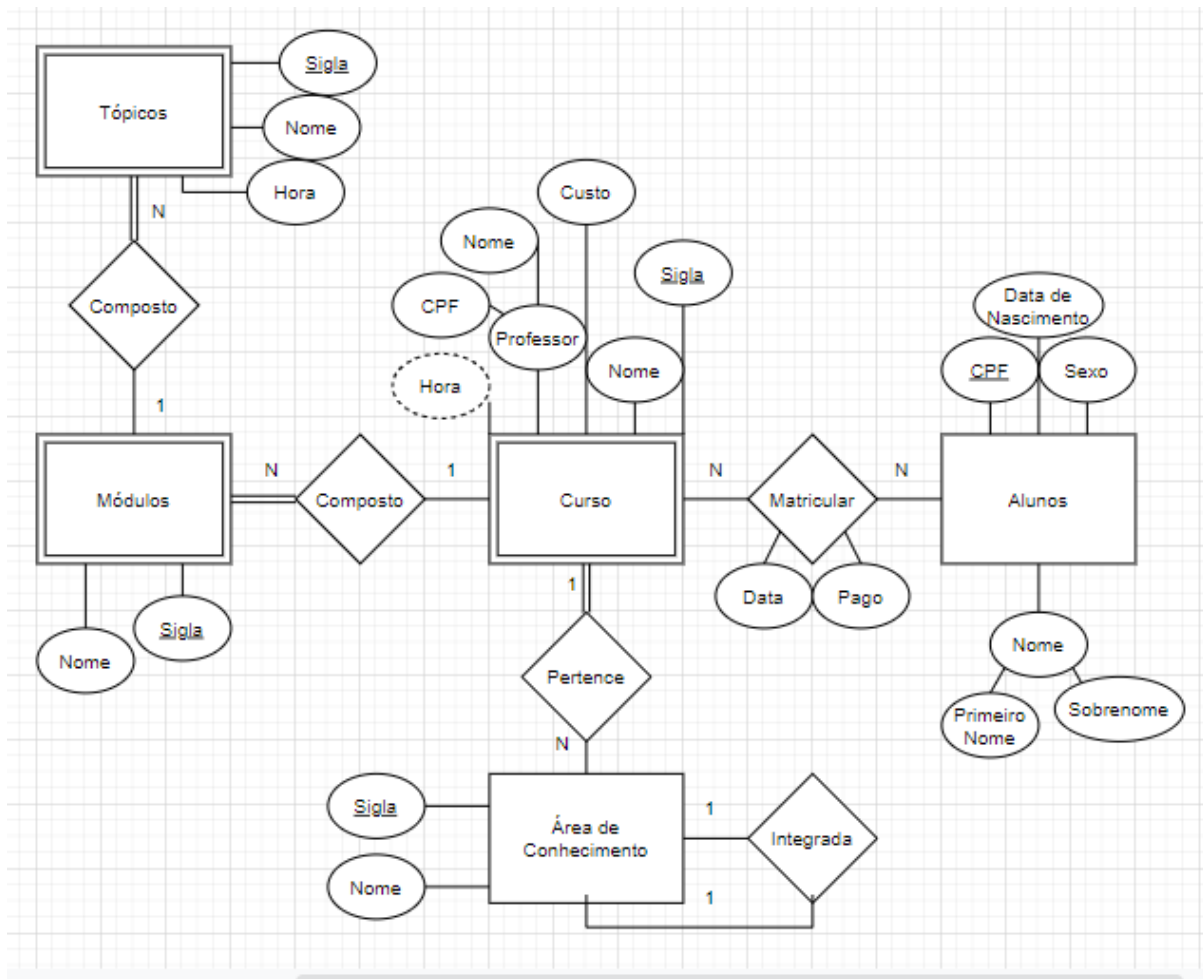 Sigla
Tópicos
Nome
Hora
N
Composto
1
Custo
Nome
Sigla
CPF
Professor
Hora
Nome
Data de
Nascimento
CPF
Sexo
Módulos
N
Composto
1
Curso
N
Matricular
N
Alunos
Nome
Sigla
1
Data
Pago
Nome
Primeiro
Nome
Sobrenome
Pertence
N
Sigla
Nome
Área de
Conhecimento
1
Integrada
1